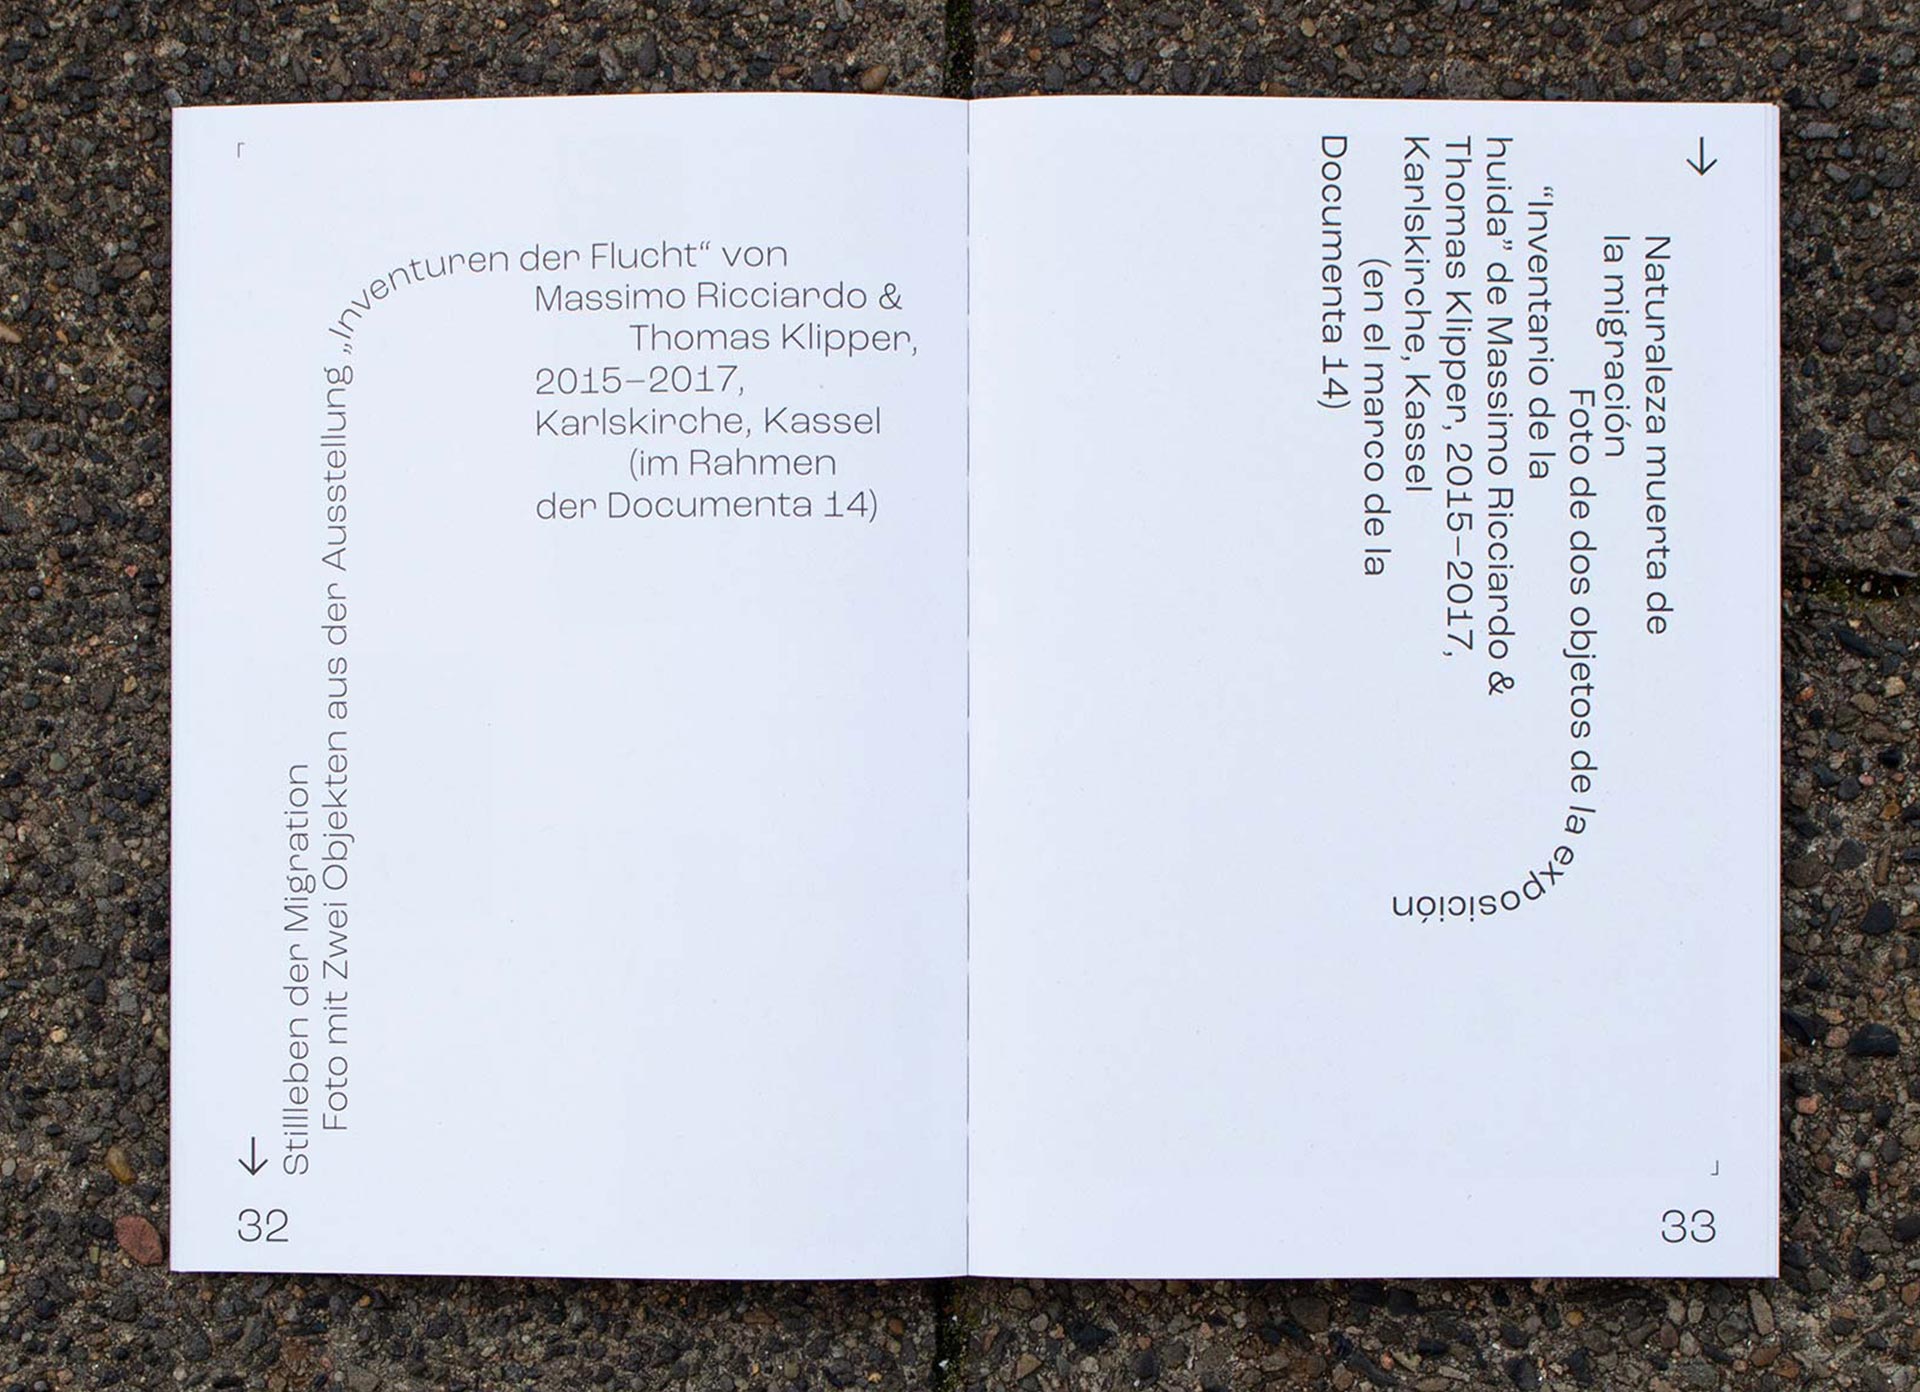 Stillleben der Migration
Foto mit Zwei Objekten aus der Ausstellung „Inventuren der Flucht“ von
Massimo Ricciardo &
Thomas Klipper,
2015–2017,
Karlskirche, Kassel
(im Rahmen
der Documenta 14)
32
Naturaleza muerta de
la migración
Foto de dos objetos de la exposición
“Inventario de la
huida” de Massimo Ricciardo &
Thomas Klipper, 2015–2017,
Karlskirche, Kassel
(en el marco de la
Documenta 14)
33